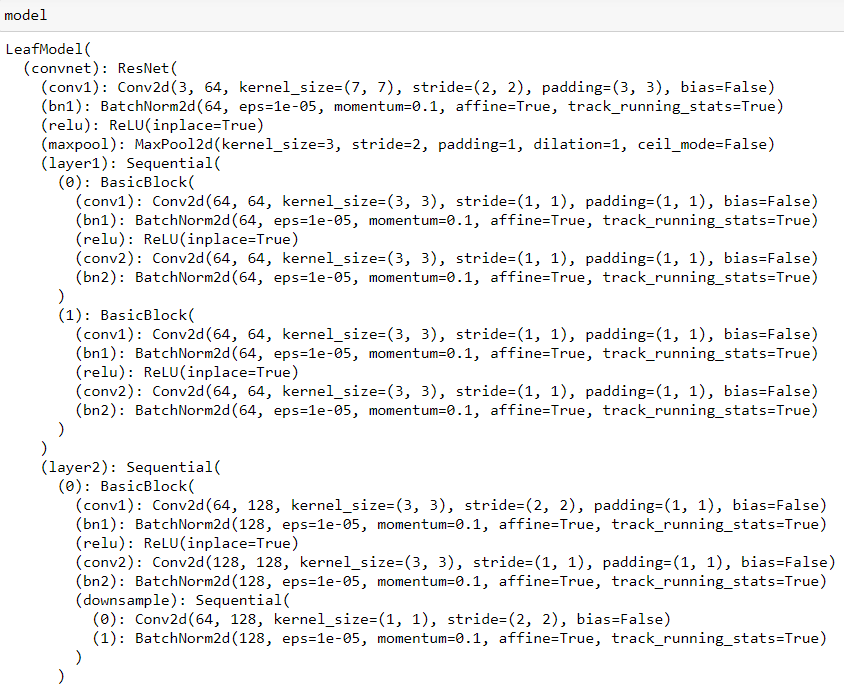 model
LeafModel(
  (convnet): ResNet(
    (conv1): Conv2d(3, 64, kernel_size=(7, 7), stride=(2, 2), padding=(3, 3), bias=False)
    (bn1): BatchNorm2d(64, eps=1e-05, momentum=0.1, affine=True, track_running_stats=True)
    (relu): ReLU(inplace=True)
    (maxpool): MaxPool2d(kernel_size=3, stride=2, padding=1, dilation=1, ceil_mode=False)
    (layer1): Sequential(
      (0): BasicBlock(
        (conv1): Conv2d(64, 64, kernel_size=(3, 3), stride=(1, 1), padding=(1, 1), bias=False)
        (bn1): BatchNorm2d(64, eps=1e-05, momentum=0.1, affine=True, track_running_stats=True)
        (relu): ReLU(inplace=True)
        (conv2): Conv2d(64, 64, kernel_size=(3, 3), stride=(1, 1), padding=(1, 1), bias=False)
        (bn2): BatchNorm2d(64, eps=1e-05, momentum=0.1, affine=True, track_running_stats=True)
      )
      (1): BasicBlock(
        (conv1): Conv2d(64, 64, kernel_size=(3, 3), stride=(1, 1), padding=(1, 1), bias=False)
        (bn1): BatchNorm2d(64, eps=1e-05, momentum=0.1, affine=True, track_running_stats=True)
        (relu): ReLU(inplace=True)
        (conv2): Conv2d(64, 64, kernel_size=(3, 3), stride=(1, 1), padding=(1, 1), bias=False)
        (bn2): BatchNorm2d(64, eps=1e-05, momentum=0.1, affine=True, track_running_stats=True)
      )
    )
    (layer2): Sequential(
      (0): BasicBlock(
        (conv1): Conv2d(64, 128, kernel_size=(3, 3), stride=(2, 2), padding=(1, 1), bias=False)
        (bn1): BatchNorm2d(128, eps=1e-05, momentum=0.1, affine=True, track_running_stats=True)
        (relu): ReLU(inplace=True)
        (conv2): Conv2d(128, 128, kernel_size=(3, 3), stride=(1, 1), padding=(1, 1), bias=False)
        (bn2): BatchNorm2d(128, eps=1e-05, momentum=0.1, affine=True, track_running_stats=True)
        (downsample): Sequential(
          (0): Conv2d(64, 128, kernel_size=(1, 1), stride=(2, 2), bias=False)
          (1): BatchNorm2d(128, eps=1e-05, momentum=0.1, affine=True, track_running_stats=True)
        )
      )